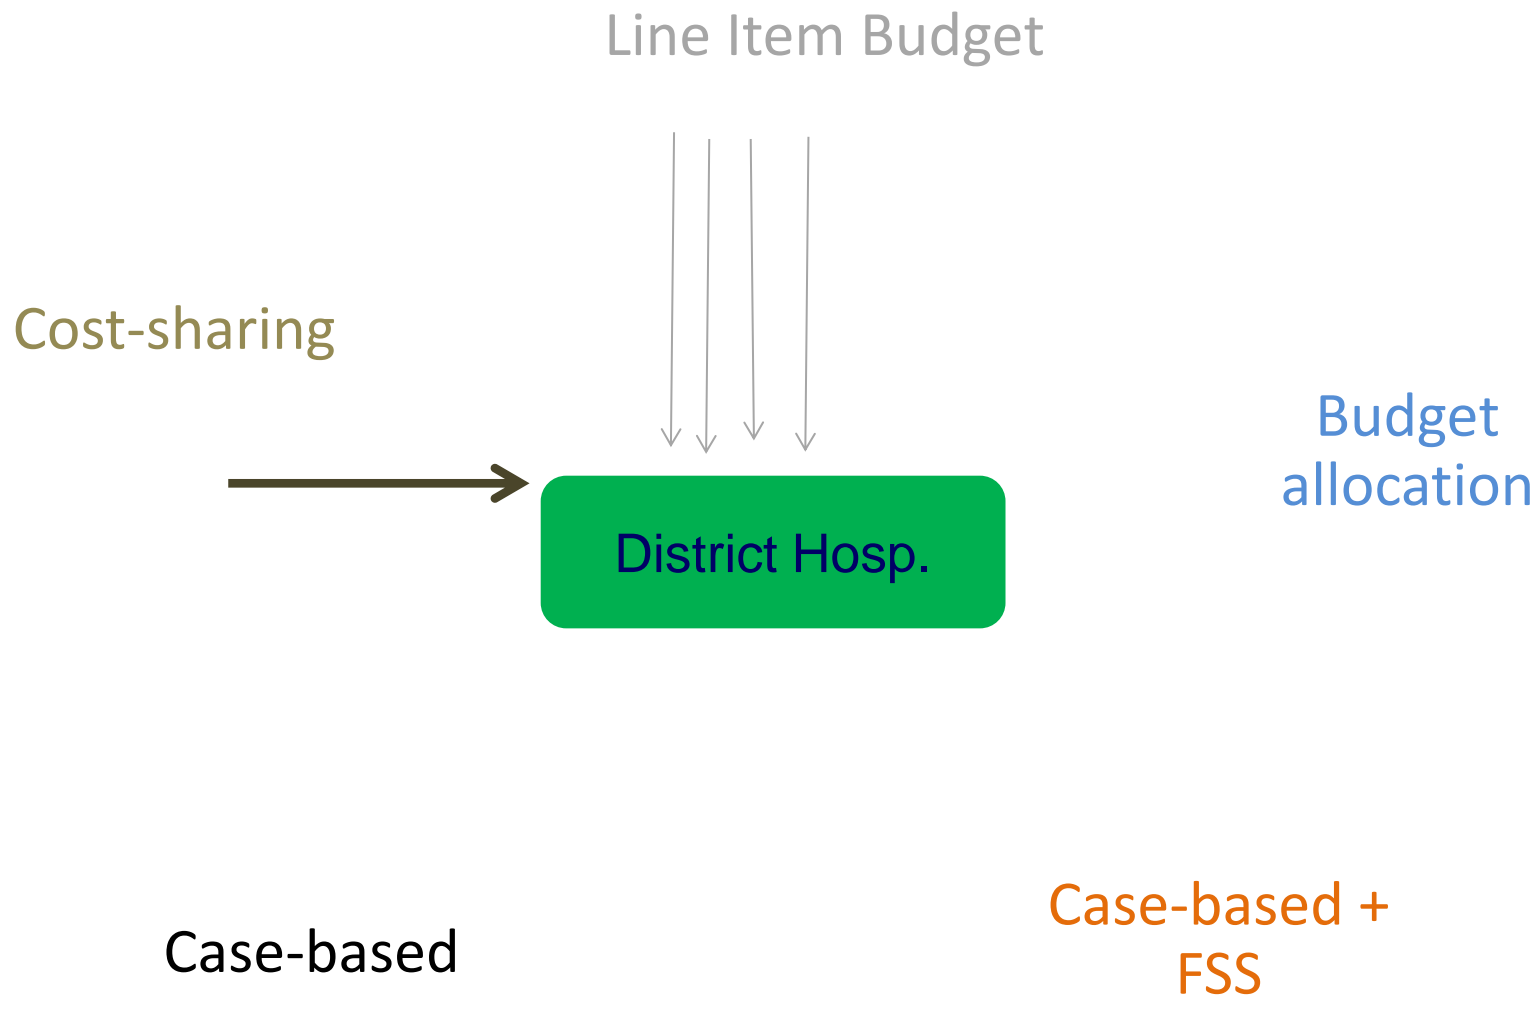 Line Item Budget
Cost-sharing
Budget
allocation
District Hosp.
Case-based
Case-based +
FSS